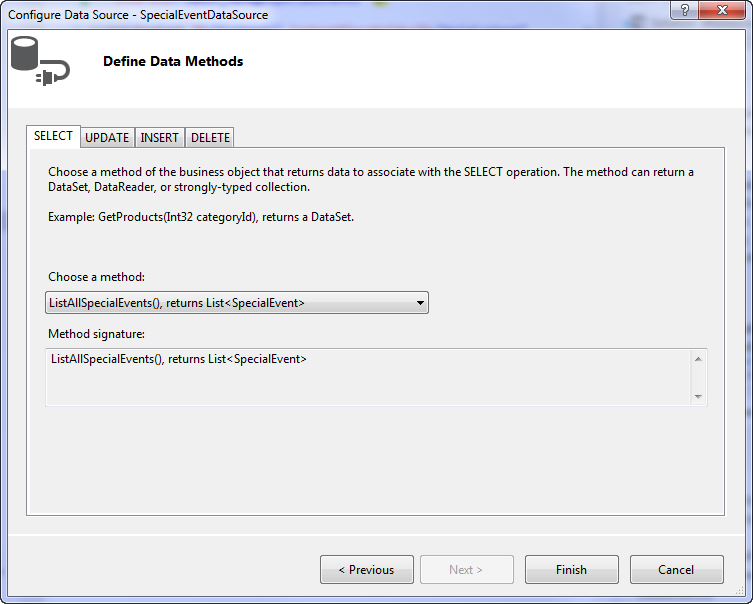 Configure Data Source - SpecialEventDataSource
?
Define Data Methods
SELECT UPDATE INSERT DELETE
Choose a method of the business object that returns data to associate with the SELECT operation. The method can return a
DataSet, DataReader, or strongly-typed collection.
Example: GetProducts(Int32 categoryId), returns a DataSet.
Choose a method:
ListAllSpecialEvents(), returns List<SpecialEvent>
Method signature:
ListAllSpecialEvents(), returns List<SpecialEvent>
< Previous Next > Finish Cancel